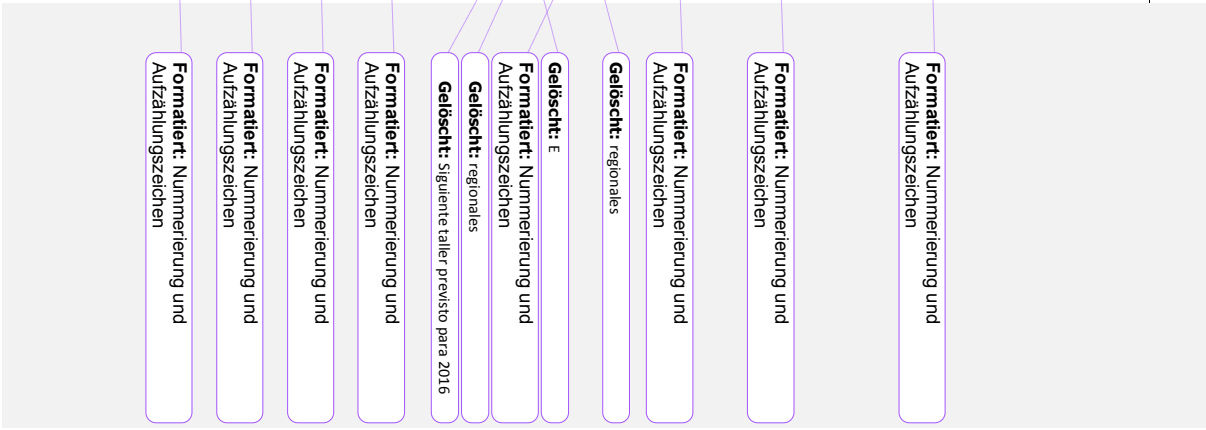 Formatiert: Nummerierung und
Aufzählungszeichen
Formatiert: Nummerierung und
Aufzählungszeichen
Formatiert: Nummerierung und
Aufzählungszeichen
Gelöscht: regionales
Gelöscht: E
Formatiert: Nummerierung und
Aufzählungszeichen
Gelöscht: regionales
Gelöscht: Siguiente taller previsto para 2016
Formatiert: Nummerierung und
Aufzählungszeichen
Formatiert: Nummerierung und
Aufzählungszeichen
Formatiert: Nummerierung und
Aufzählungszeichen
Formatiert: Nummerierung und
Aufzählungszeichen